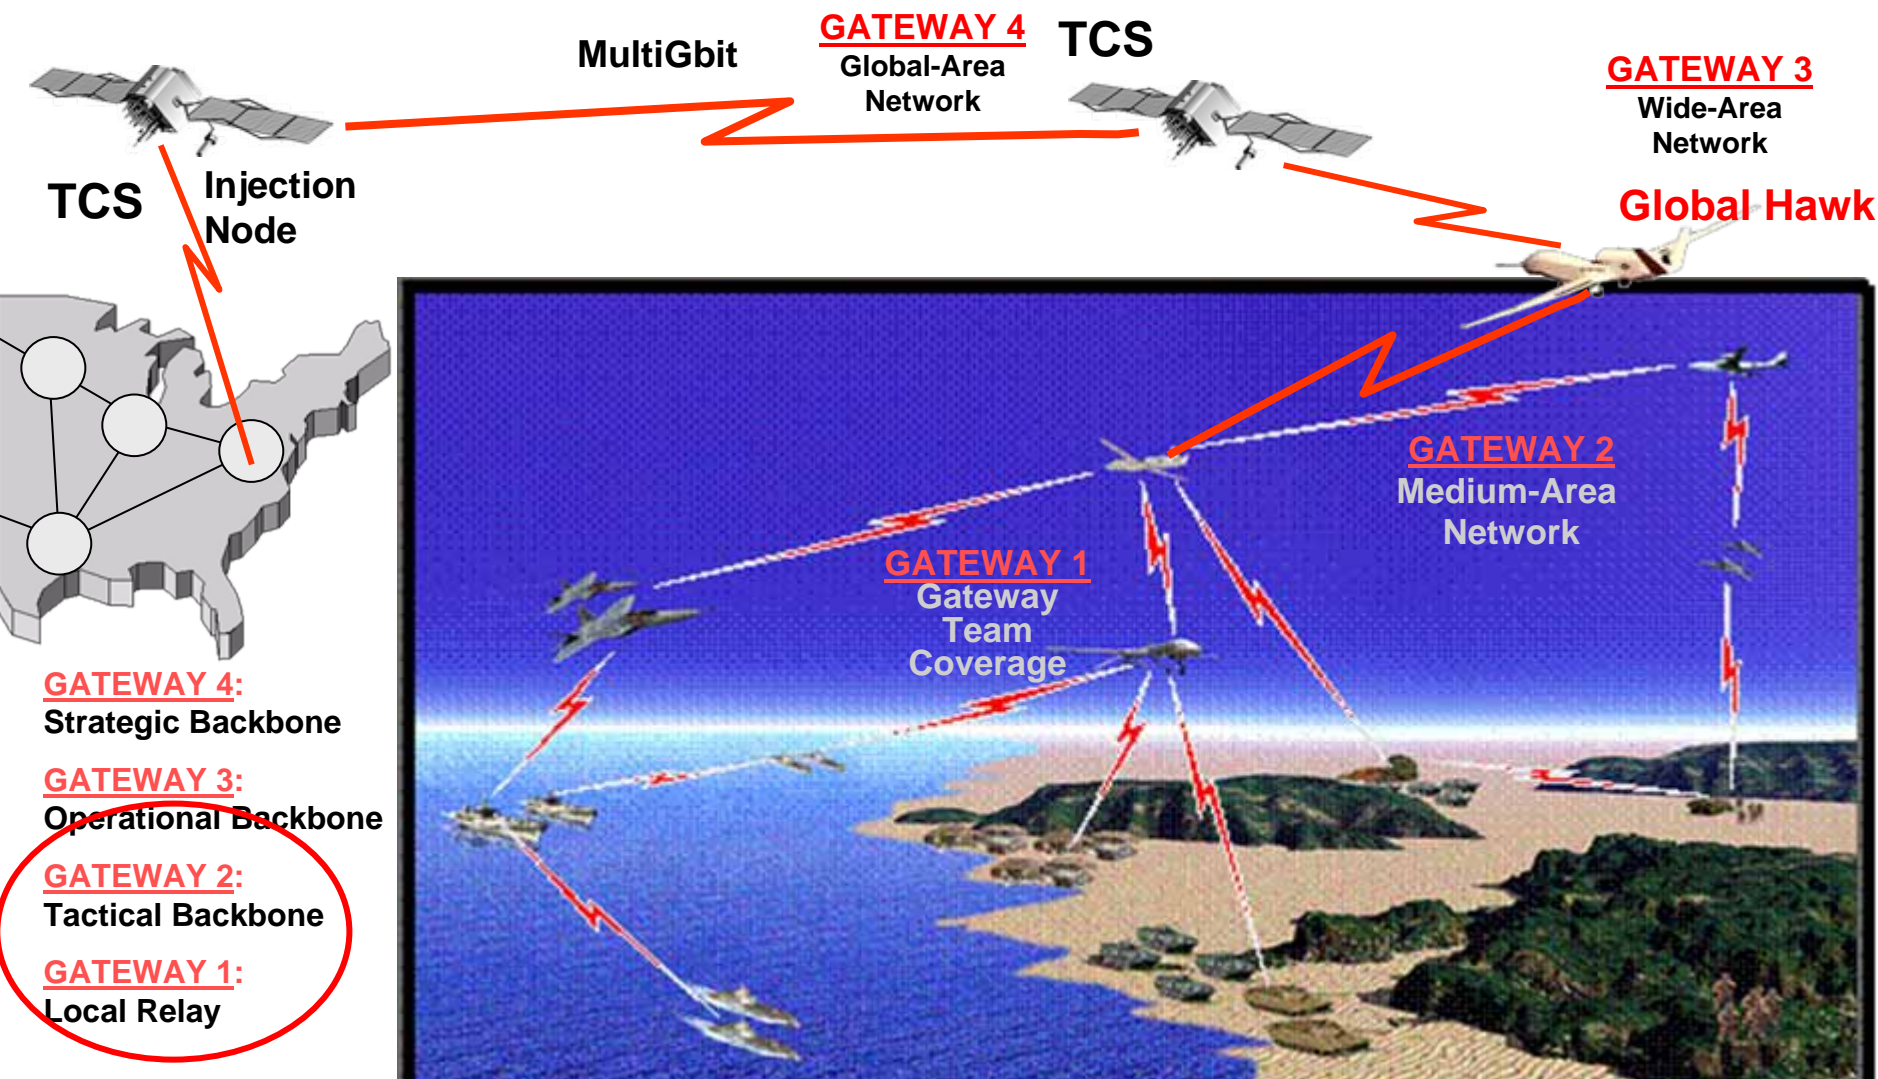 MultiGbit
GATEWAY 4
Global-Area
Network
TCS
GATEWAY 3
Wide-Area
Network
TCS
Injection
Node
Global Hawk
GATEWAY 2
Medium-Area
Network
GATEWAY 1
Gateway
Team
Coverage
GATEWAY 4:
Strategic Backbone
GATEWAY 3:
Operational Backbone
GATEWAY 2:
Tactical Backbone
GATEWAY 1:
Local Relay